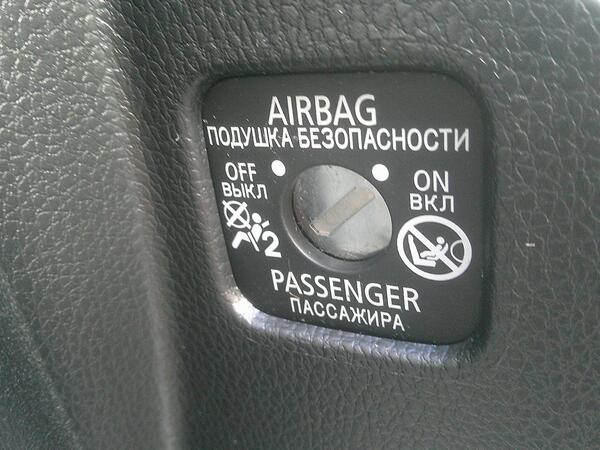 AIRBAG
ПОДУШКА БЕЗОПАСНОСТИ
OFF
ВЫКЛ
ON
ВКЛ
2
PASSENGER
ПАССАЖИРА